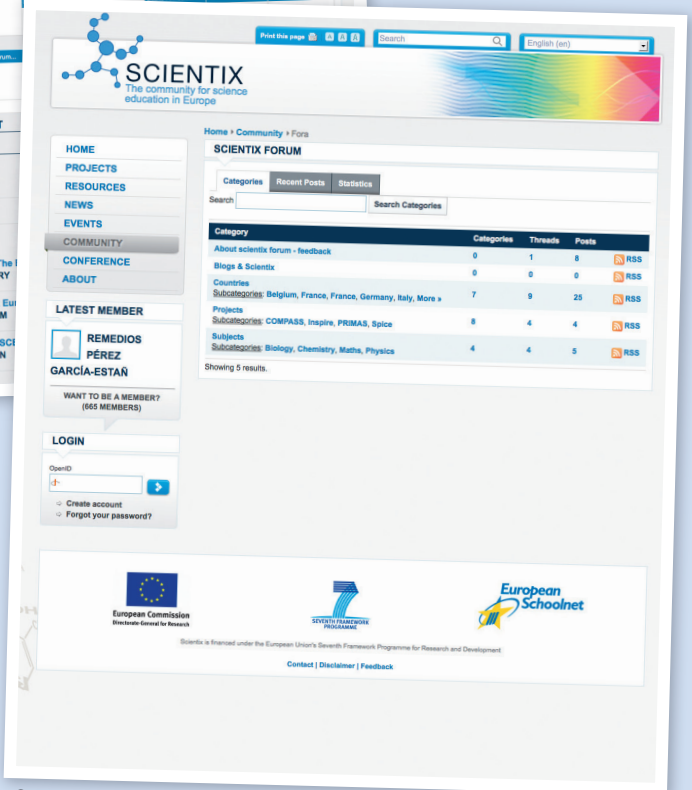 Print this page A A A
Search
English (en)
SCIENTIX
The community for science
education in Europe
Home › Community › Fora
HOME
PROJECTS
RESOURCES
NEWS
EVENTS
COMMUNITY
CONFERENCE
ABOUT
LATEST MEMBER
REMEDIOS
PÉREZ
GARCÍA-ESTAÑ
WANT TO BE A MEMBER?
(665 MEMBERS)
LOGIN
OpenID
Create account
Forgot your password?
SCIENTIX FORUM
Categories Recent Posts Statistics
Search Search Categories
Category Categories Threads Posts
About scientix forum - feedback 0 1 8 RSS
Blogs & Scientix 0 0 0 RSS
Countries
Subcategories: Belgium, France, France, Germany, Italy, More » 7 9 25 RSS
Projects
Subcategories: COMPASS, Inspire, PRIMAS, Spice 8 4 4 RSS
Subjects
Subcategories: Biology, Chemistry, Maths, Physics 4 4 5 RSS
Showing 5 results.
European Commission
Directorate-General for Research
SEVENTH FRAMEWORK
PROGRAMME
European
Schoolnet
Scientix is financed under the European Union's Seventh Framework Programme for Research and Development
Contact | Disclaimer | Feedback